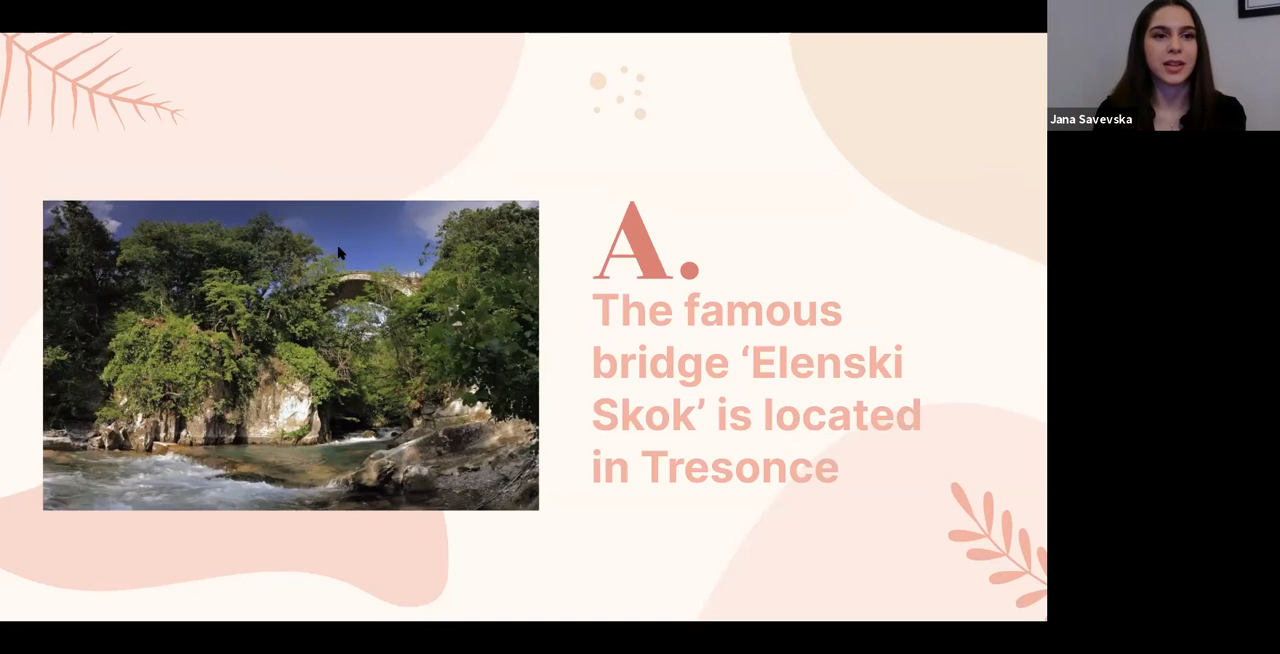 A.
The famous
bridge ‘Elenski
Skok’ is located
in Tresonce
Jana Savevska